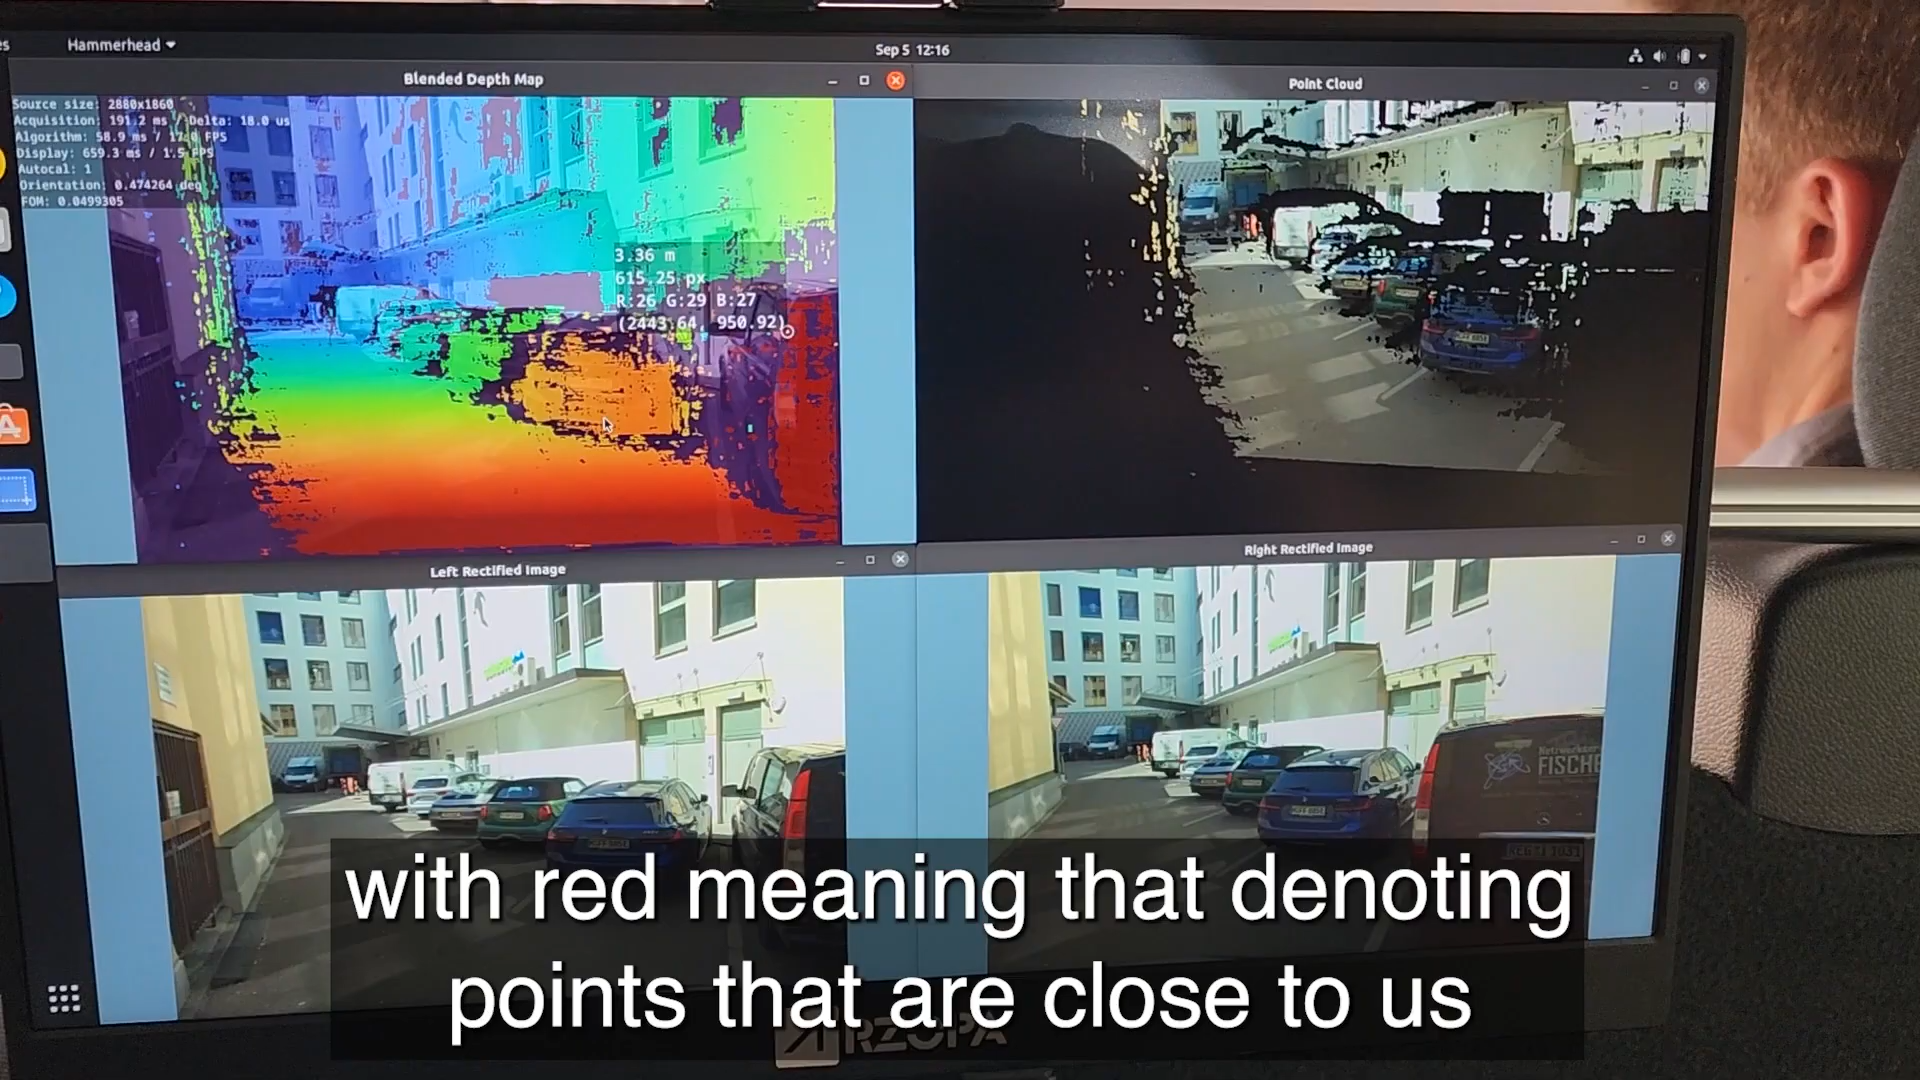 Hammerhead
Sep 5 12:16
Blended Depth Map
Source size: 2880x1860
Acquisition: 191.2 ms / Delta: 18.0 us
Algorithm: 58.9 ms / 17.0 FPS
Display: 659.3 ms / 1.5 FPS
Autocal: 1
Orientation: 0.474264 deg
FOM: 0.0499305
3.36 m
615.25 px
R:26 G:29 B:27
(2443.64, 950.92)
Point Cloud
Left Rectified Image
Right Rectified Image
FISCHE
with red meaning that denoting
points that are close to us
ARZOPA